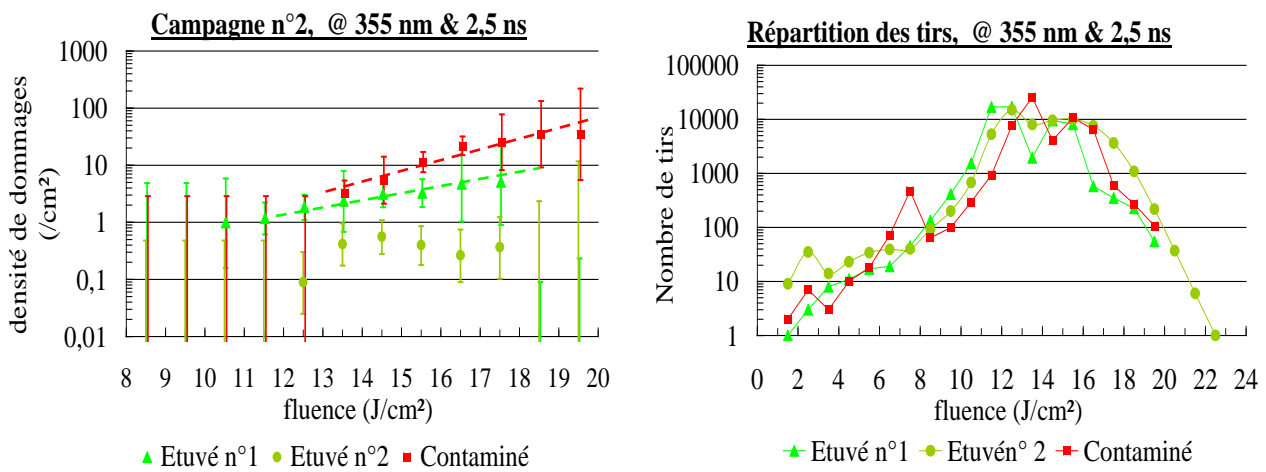 Campagne n°2, @ 355 nm & 2,5 ns
densité de dommages
(/cm²)
1000
100
10
1
0,1
0,01
8 9 10 11 12 13 14 15 16 17 18 19 20
fluence (J/cm²)
Etuvé n°1 Etuvé n°2 Contaminé
Répartition des tirs, @ 355 nm & 2,5 ns
Nombre de tirs
100000
10000
1000
100
10
1
0 2 4 6 8 10 12 14 16 18 20 22 24
fluence (J/cm²)
Etuvé n°1 Etuvén° 2 Contaminé